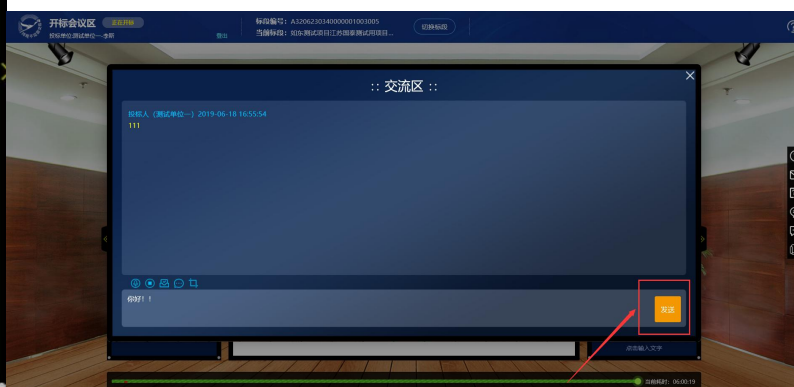 开标会议区 正在开标
投标单位:测试单位一-李明
退出
标段编号：A3206230340000001003005
当前标段：如东测试项目江苏国泰测试用项目...
切换标段
:: 交流区 ::
投标人（测试单位一）2019-06-18 16:55:54
111
你好！！
发送
点击输入文字
当前耗时：06:00:19